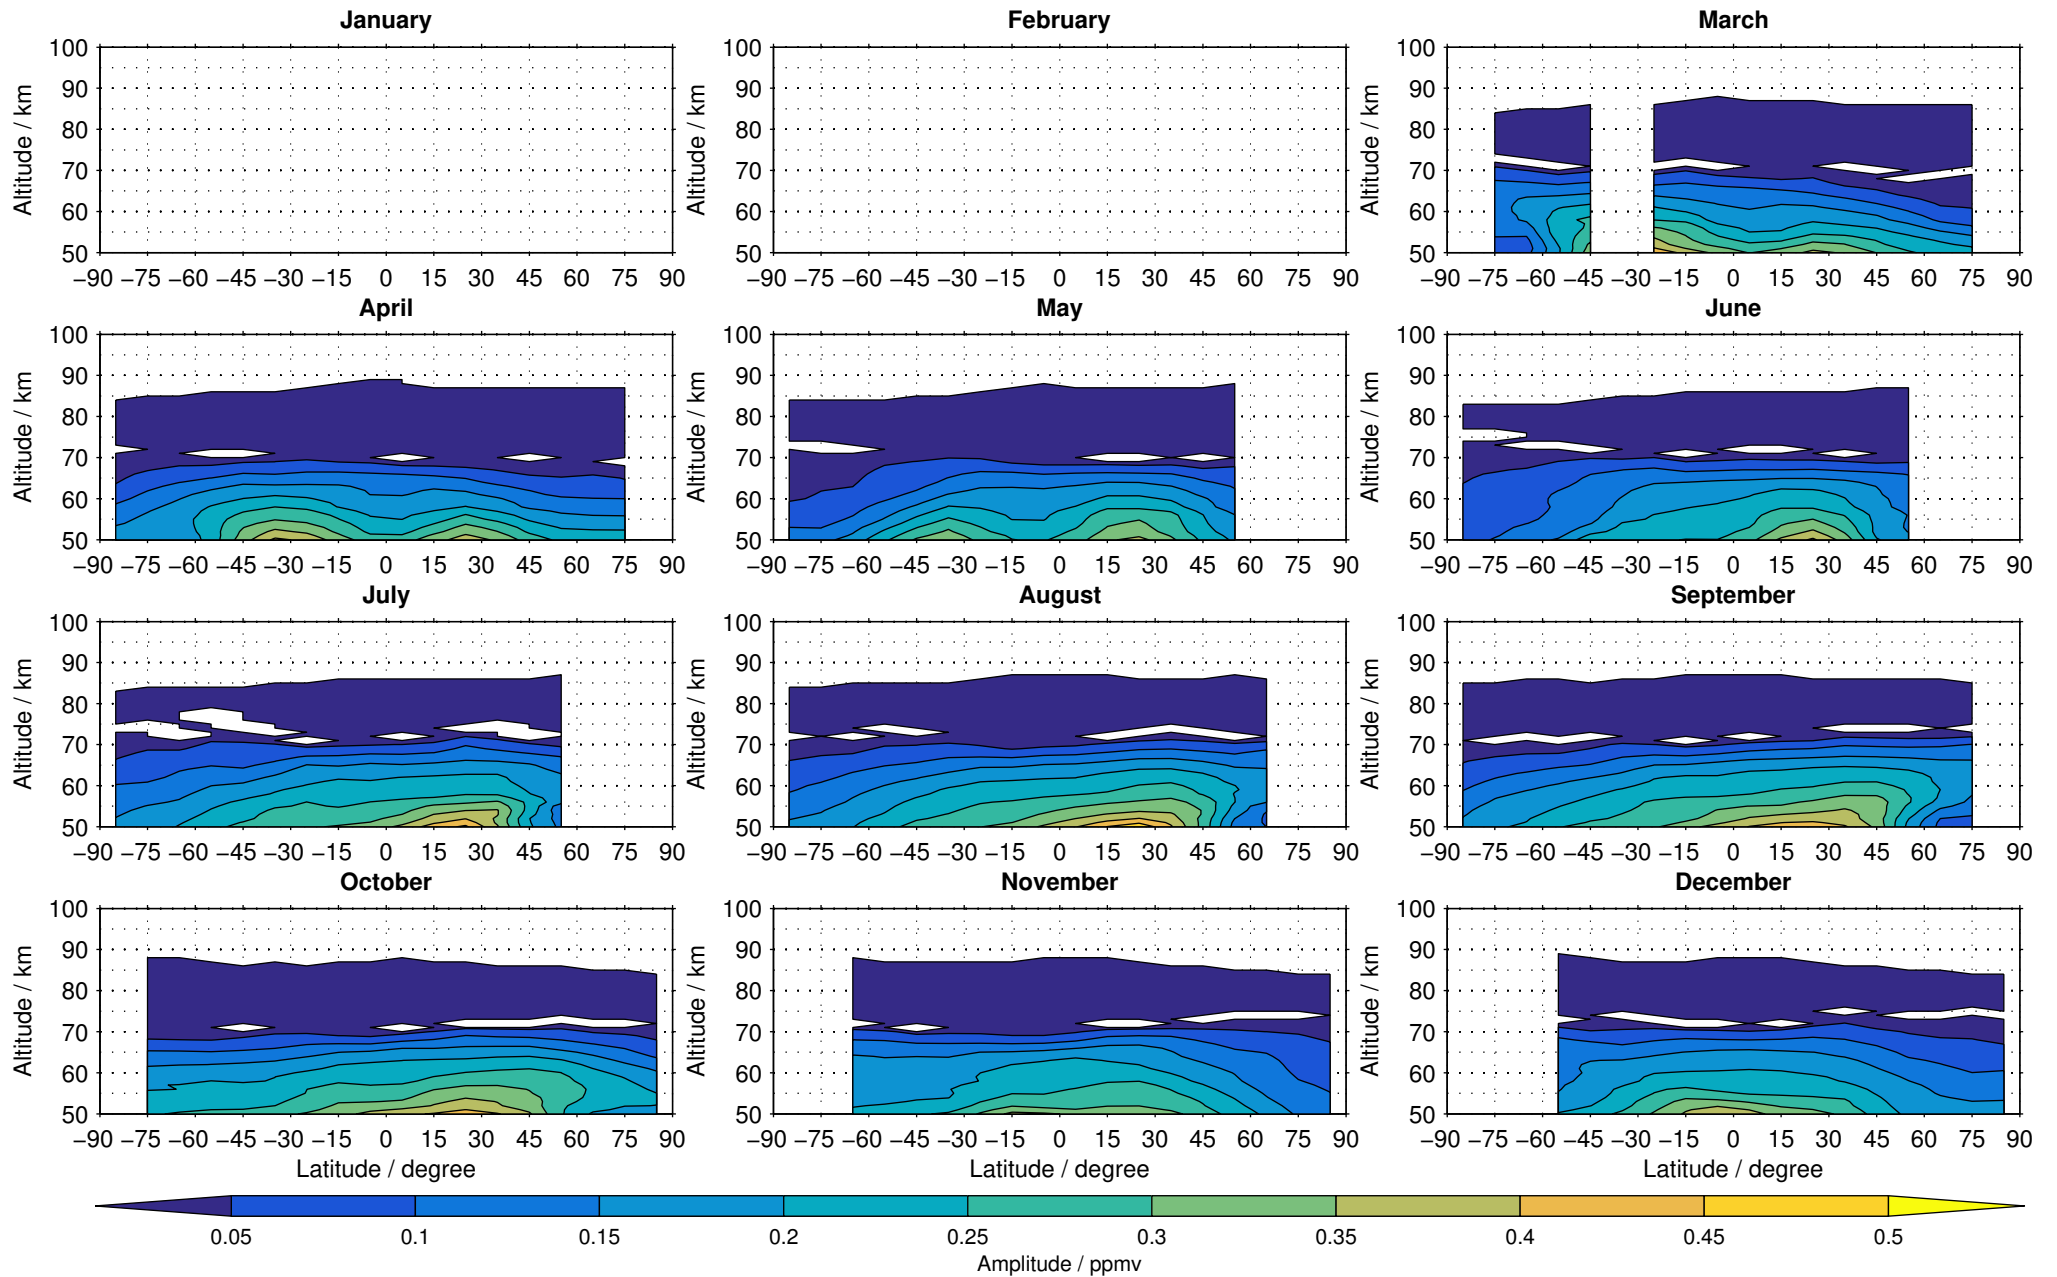 January February March
100 100 100
90 90 90
80 80 80
70 70 70
60 60 60
50 50 50
Altitude / km Altitude / km Altitude / km
−90 −75 −60 −45 −30 −15 0 15 30 45 60 75 90 −90 −75 −60 −45 −30 −15 0 15 30 45 60 75 90 −90 −75 −60 −45 −30 −15 0 15 30 45 60 75 90
April May June
100 100 100
90 90 90
80 80 80
70 70 70
60 60 60
50 50 50
Altitude / km Altitude / km Altitude / km
−90 −75 −60 −45 −30 −15 0 15 30 45 60 75 90 −90 −75 −60 −45 −30 −15 0 15 30 45 60 75 90 −90 −75 −60 −45 −30 −15 0 15 30 45 60 75 90
July August September
100 100 100
90 90 90
80 80 80
70 70 70
60 60 60
50 50 50
Altitude / km Altitude / km Altitude / km
−90 −75 −60 −45 −30 −15 0 15 30 45 60 75 90 −90 −75 −60 −45 −30 −15 0 15 30 45 60 75 90 −90 −75 −60 −45 −30 −15 0 15 30 45 60 75 90
October November December
100 100 100
90 90 90
80 80 80
70 70 70
60 60 60
50 50 50
Altitude / km Altitude / km Altitude / km
−90 −75 −60 −45 −30 −15 0 15 30 45 60 75 90 −90 −75 −60 −45 −30 −15 0 15 30 45 60 75 90 −90 −75 −60 −45 −30 −15 0 15 30 45 60 75 90
Latitude / degree Latitude / degree Latitude / degree
0.05 0.1 0.15 0.2 0.25 0.3 0.35 0.4 0.45 0.5
Amplitude / ppmv